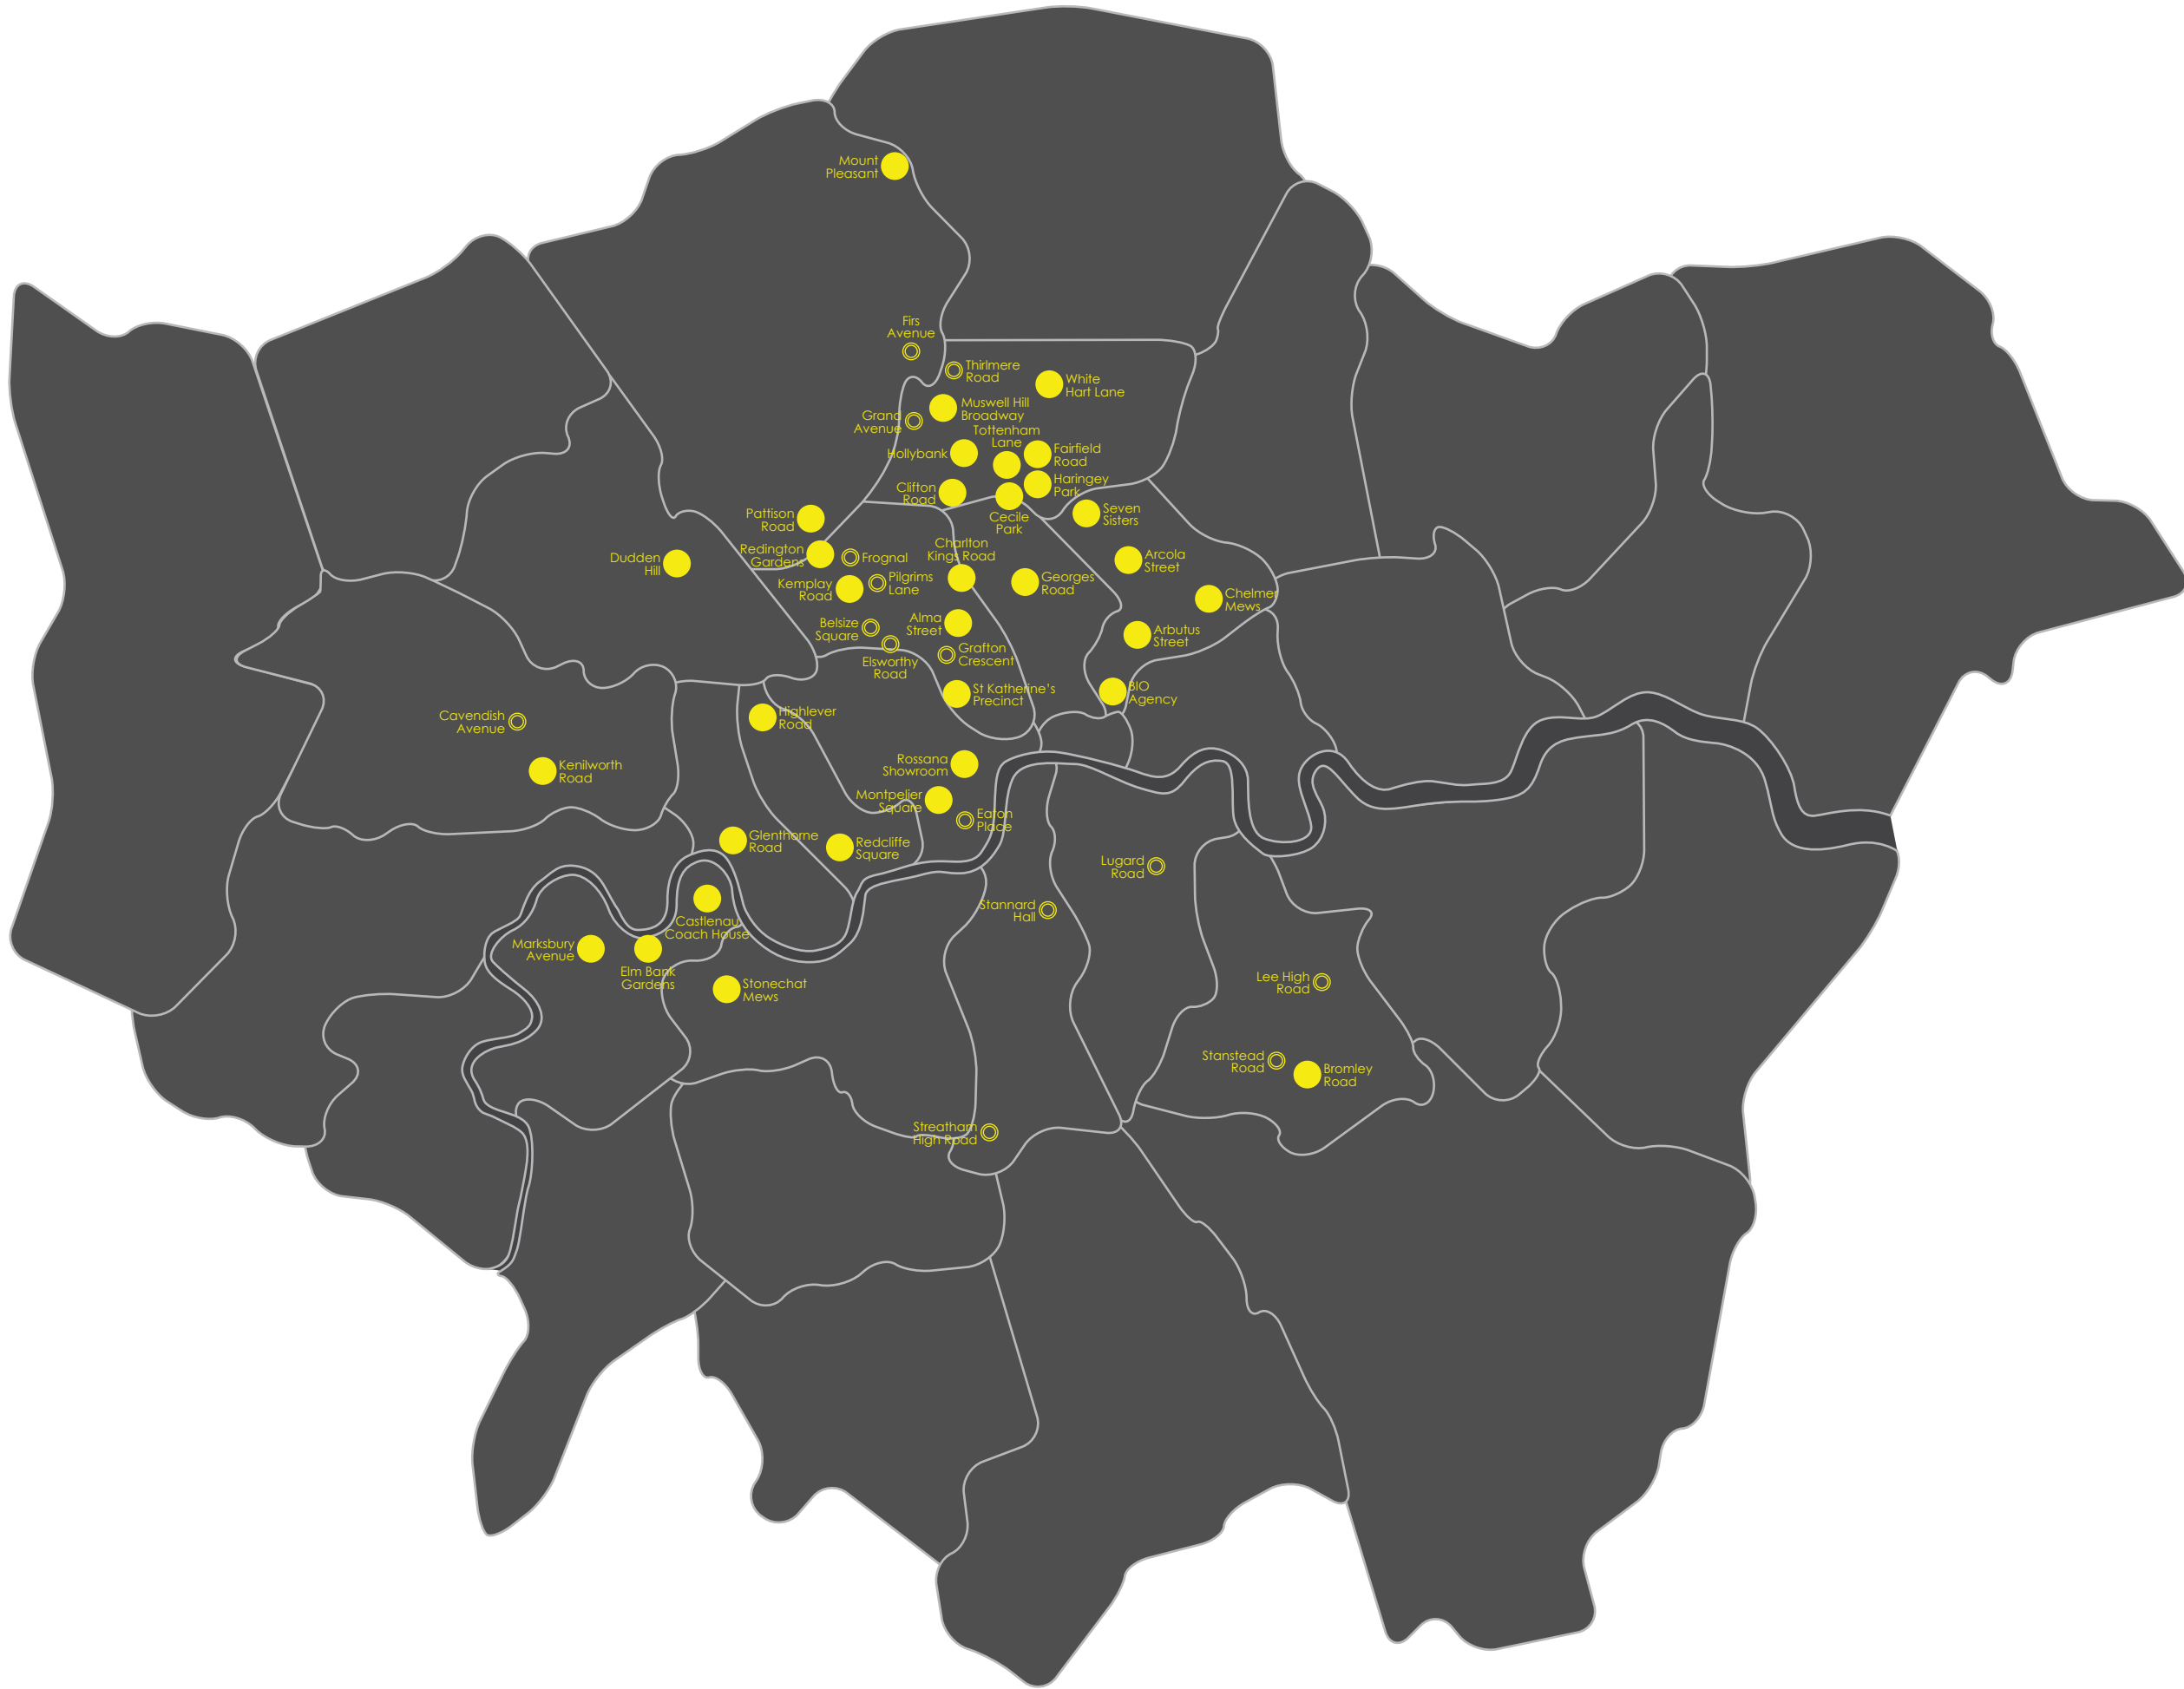 Mount
Pleasant
Firs
Avenue
Thirlmere
Road
White
Hart Lane
Muswell Hill
Broadway
Grand
Avenue
Tottenham
Lane
Hollybank
Fairfield
Road
Clifton
Road
Haringey
Park
Cecile
Park
Seven
Sisters
Pattison
Road
Redington
Gardens
Frognal
Charlton
Kings Road
Arcola
Street
Dudden
Hill
Kemplay
Road
Pilgrims
Lane
Georges
Road
Chelmer
Mews
Belsize
Square
Alma
Street
Arbutus
Street
Elsworthy
Road
Grafton
Crescent
St Katherine's
Precinct
BIO
Agency
Cavendish
Avenue
Highlever
Road
Kenilworth
Road
Rossana
Showroom
Montpelier
Square
Eaton
Place
Glenthorne
Road
Redcliffe
Square
Lugard
Road
Stannard
Hall
Castlenau
Coach House
Marksbury
Avenue
Elm Bank
Gardens
Stonechat
Mews
Lee High
Road
Stanstead
Road
Bromley
Road
Streatham
High Road